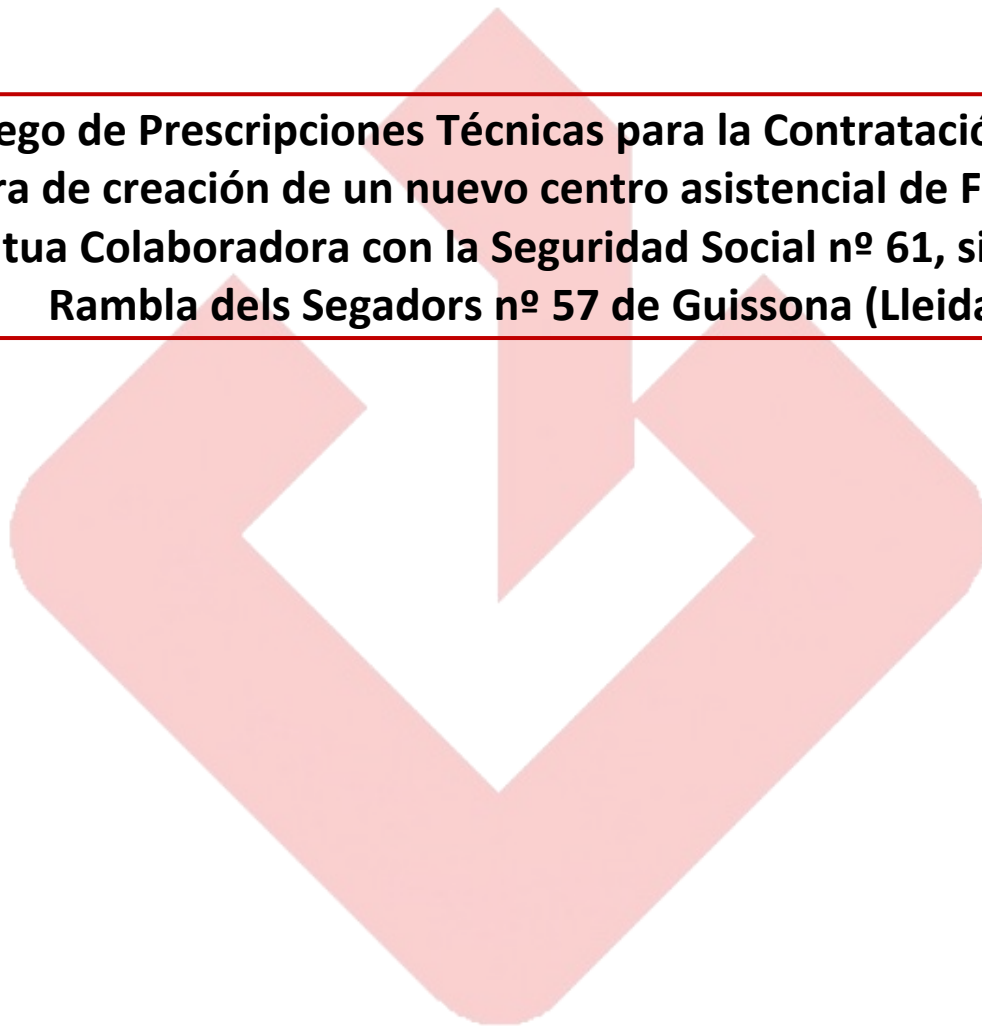 ego de Prescripciones Técnicas para la Contratació
ra de creación de un nuevo centro asistencial de F
tua Colaboradora con la Seguridad Social nº 61, si
Rambla dels Segadors nº 57 de Guissona (Lleida